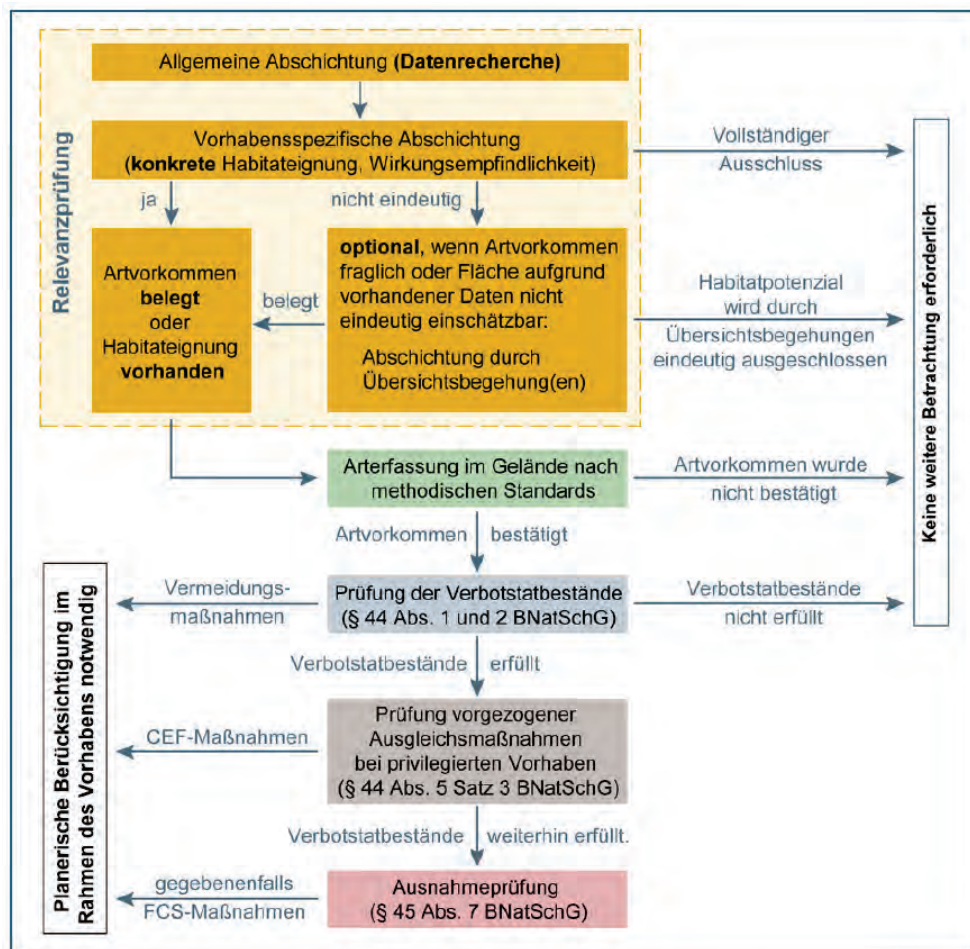 Relevanzprüfung
Allgemeine Abschichtung (Datenrecherche)
Vorhabensspezifische Abschichtung
(konkrete Habitateignung, Wirkungsempfindlichkeit)
Vollständiger
Ausschluss
ja
nicht eindeutig
Artvorkommen
belegt
oder
Habitateignung
vorhanden
belegt
optional, wenn Artvorkommen
fraglich oder Fläche aufgrund
vorhandener Daten nicht
eindeutig einschätzbar:
Abschichtung durch
Übersichtsbegehung(en)
Habitatpotenzial
wird durch
Übersichtsbegehungen
eindeutig ausgeschlossen
Keine weitere Betrachtung erforderlich
Arterfassung im Gelände nach
methodischen Standards
Artvorkommen wurde
nicht bestätigt
Artvorkommen bestätigt
Planerische Berücksichtigung im
Rahmen des Vorhabens notwendig
Vermeidungs-
maßnahmen
Prüfung der Verbotstatbestände
(§ 44 Abs. 1 und 2 BNatSchG)
Verbotstatbestände
nicht erfüllt
Verbotstatbestände erfüllt
CEF-Maßnahmen
Prüfung vorgezogener
Ausgleichsmaßnahmen
bei privilegierten Vorhaben
(§ 44 Abs. 5 Satz 3 BNatSchG)
Verbotstatbestände weiterhin erfüllt.
gegebenenfalls
FCS-Maßnahmen
Ausnahmeprüfung
(§ 45 Abs. 7 BNatSchG)